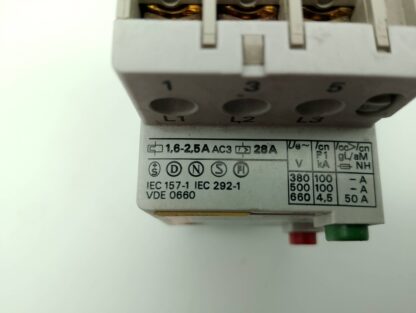 1 3 5
L1 L2 L3
1,6-2,5A AC3 28A
S D N S FI
IEC 157-1 IEC 292-1
VDE 0660
Ue~ Icn Icc>Icn
P1 gL/aM
V kA NH
380 100 – A
500 100 – A
660 4,5 50 A